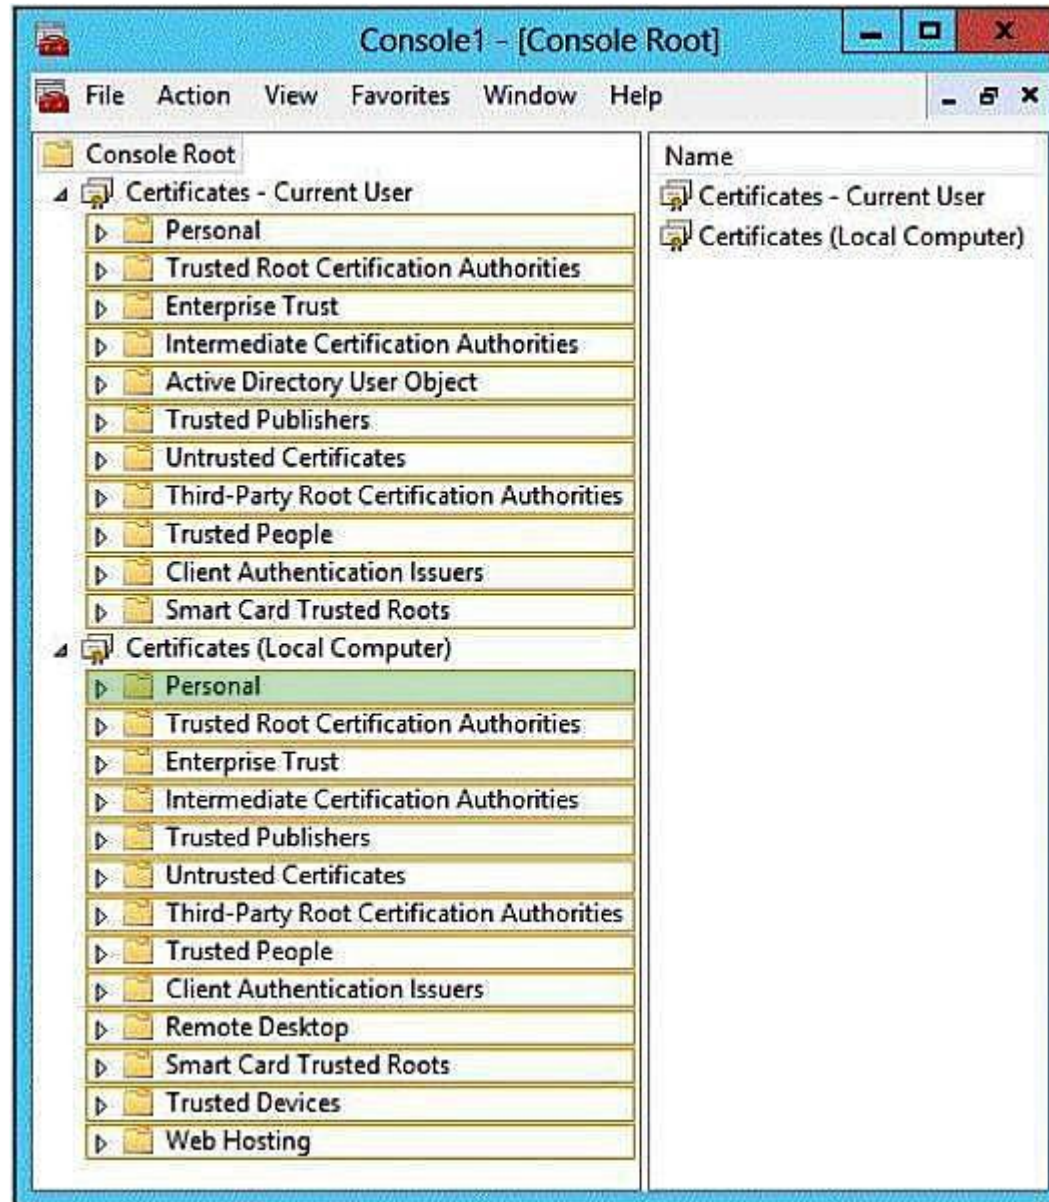 Console1 - [Console Root]
File Action View Favorites Window Help
Console Root
Certificates - Current User
Personal
Trusted Root Certification Authorities
Enterprise Trust
Intermediate Certification Authorities
Active Directory User Object
Trusted Publishers
Untrusted Certificates
Third-Party Root Certification Authorities
Trusted People
Client Authentication Issuers
Smart Card Trusted Roots
Certificates (Local Computer)
Personal
Trusted Root Certification Authorities
Enterprise Trust
Intermediate Certification Authorities
Trusted Publishers
Untrusted Certificates
Third-Party Root Certification Authorities
Trusted People
Client Authentication Issuers
Remote Desktop
Smart Card Trusted Roots
Trusted Devices
Web Hosting
Name
Certificates - Current User
Certificates (Local Computer)